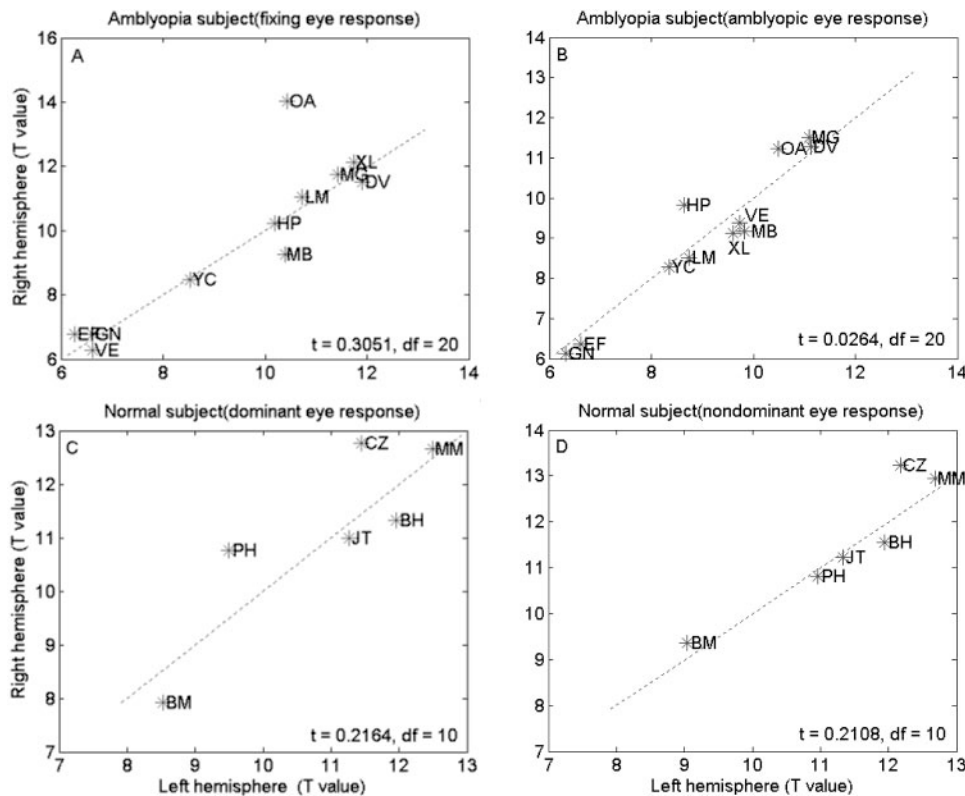 Amblyopia subject(fixing eye response)
A
16
14
12
10
8
6
Right hemisphere (T value)
OA
XL
MG
DV
LM
HP
MB
YC
EF
GN
VE
t = 0.3051, df = 20
6
8
10
12
14
Amblyopia subject(amblyopic eye response)
B
14
13
12
11
10
9
8
7
6
MG
OA
DV
HP
VE
MB
XL
LM
YC
EF
GN
t = 0.0264, df = 20
6
8
10
12
14
Normal subject(dominant eye response)
C
13
12
11
10
9
8
7
Right hemisphere (T value)
CZ
MM
BH
JT
PH
BM
t = 0.2164, df = 10
7
8
9
10
11
12
13
Left hemisphere (T value)
Normal subject(nondominant eye response)
D
14
13
12
11
10
9
8
7
CZ
MM
BH
JT
PH
BM
t = 0.2108, df = 10
7
8
9
10
11
12
13
Left hemisphere (T value)